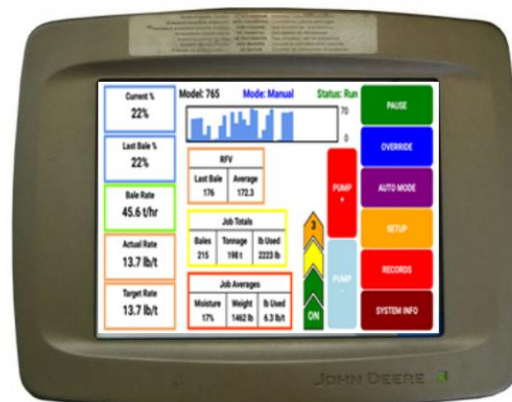 Current %
22%
Last Bale %
22%
Bale Rate
45.6 t/hr
Actual Rate
13.7 lb/t
Target Rate
13.7 lb/t
Model: 765 Mode: Manual Status: Run
70
0
RFV
Last Bale Average
176 172.3
Job Totals
Bales Tonnage lb Used
215 198 t 2223 lb
Job Averages
Moisture Weight lb Used
17% 1462 lb 6.3 lb/t
3
ON
PUMP
+
PUMP
-
PAUSE
OVERRIDE
AUTO MODE
SETUP
RECORDS
SYSTEM INFO
JOHN DEERE